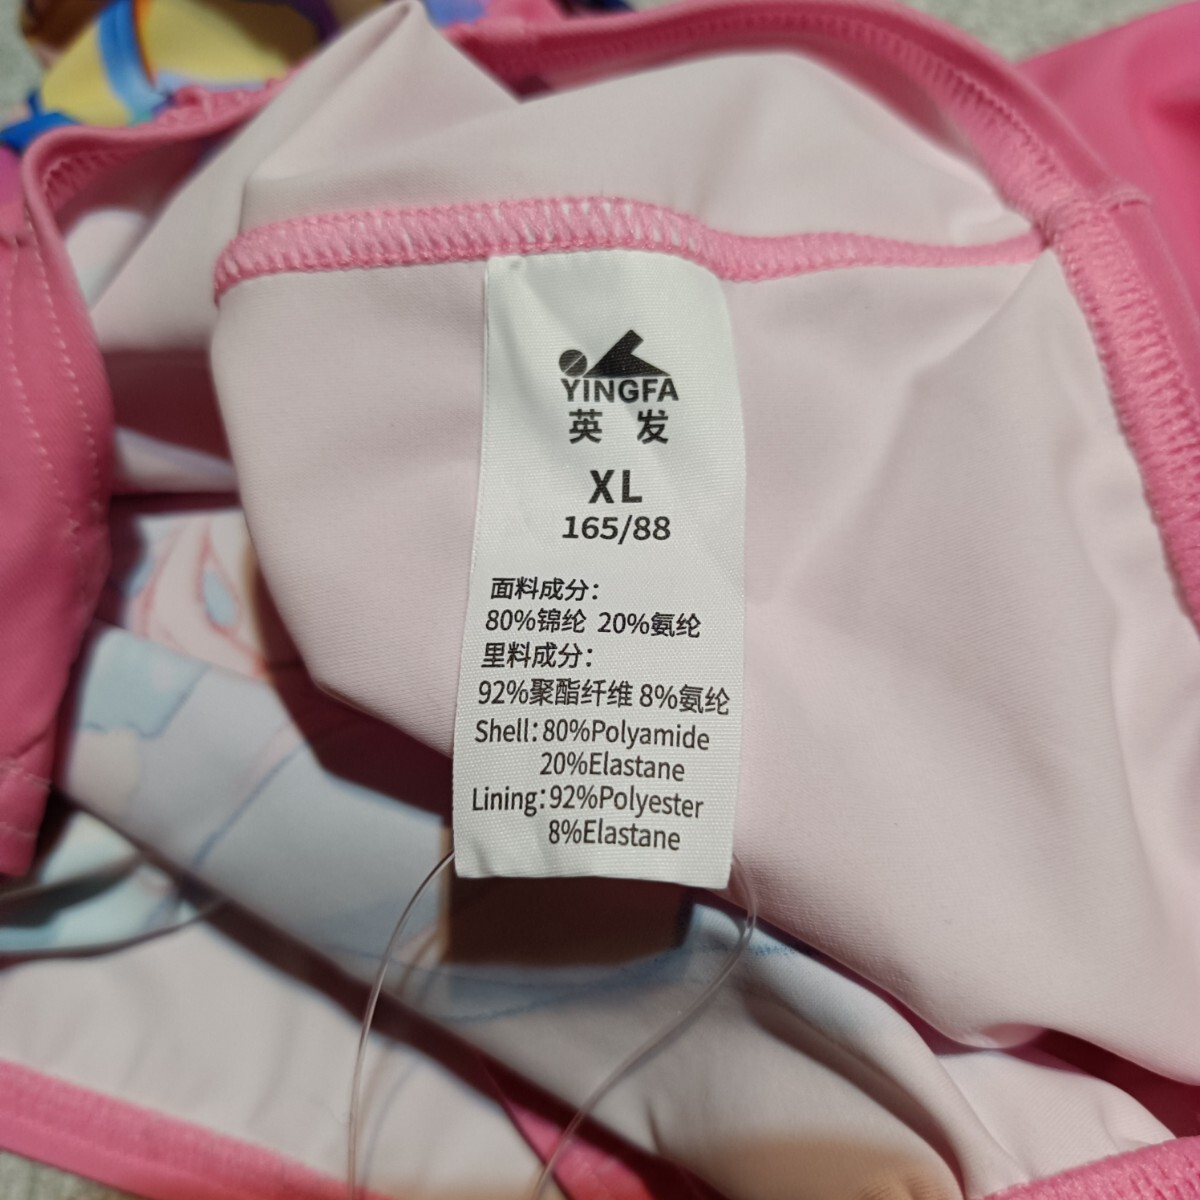 YINGFA
英 发
XL
165/88
面料成分：
80%锦纶 20%氨纶
里料成分：
92%聚酯纤维 8%氨纶
Shell：80%Polyamide
20%Elastane
Lining：92%Polyester
8%Elastane